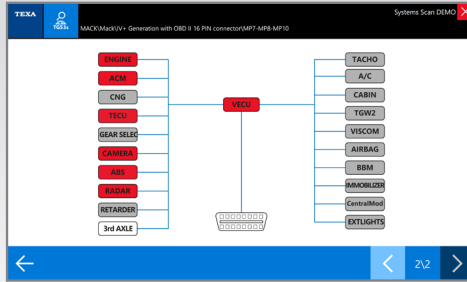 TEXA
TGS3s
Systems Scan DEMO
MACK\Mack\IV+ Generation with OBD II 16 PIN connector\MP7-MP8-MP10
ENGINE
ACM
CNG
TECU
GEAR SELEC
CAMERA
ABS
RADAR
RETARDER
3rd AXLE
VECU
TACHO
A/C
CABIN
TGW2
VISCOM
AIRBAG
BBM
IMMOBILIZER
CentralMod
EXTLIGHTS
2\2